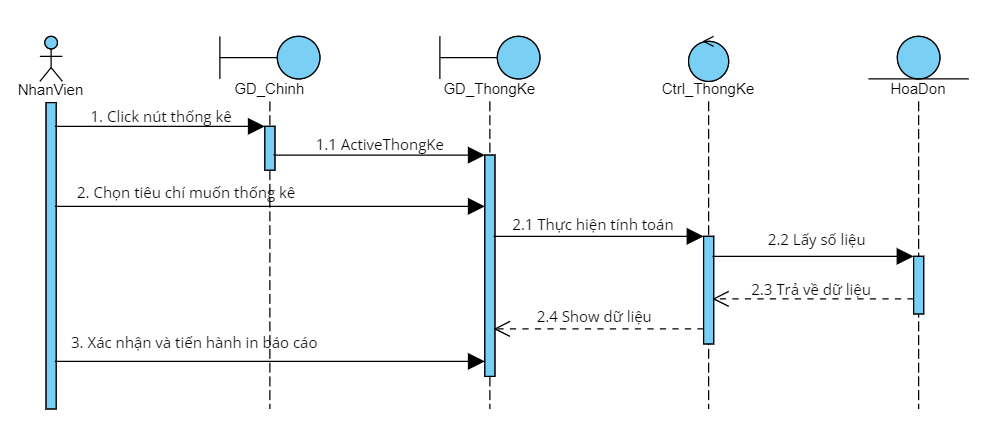 NhanVien
GD_Chinh
GD_ThongKe
Ctrl_ThongKe
HoaDon
1. Click nút thống kê
1.1 ActiveThongKe
2. Chọn tiêu chí muốn thống kê
2.1 Thực hiện tính toán
2.2 Lấy số liệu
2.3 Trả về dữ liệu
2.4 Show dữ liệu
3. Xác nhận và tiến hành in báo cáo